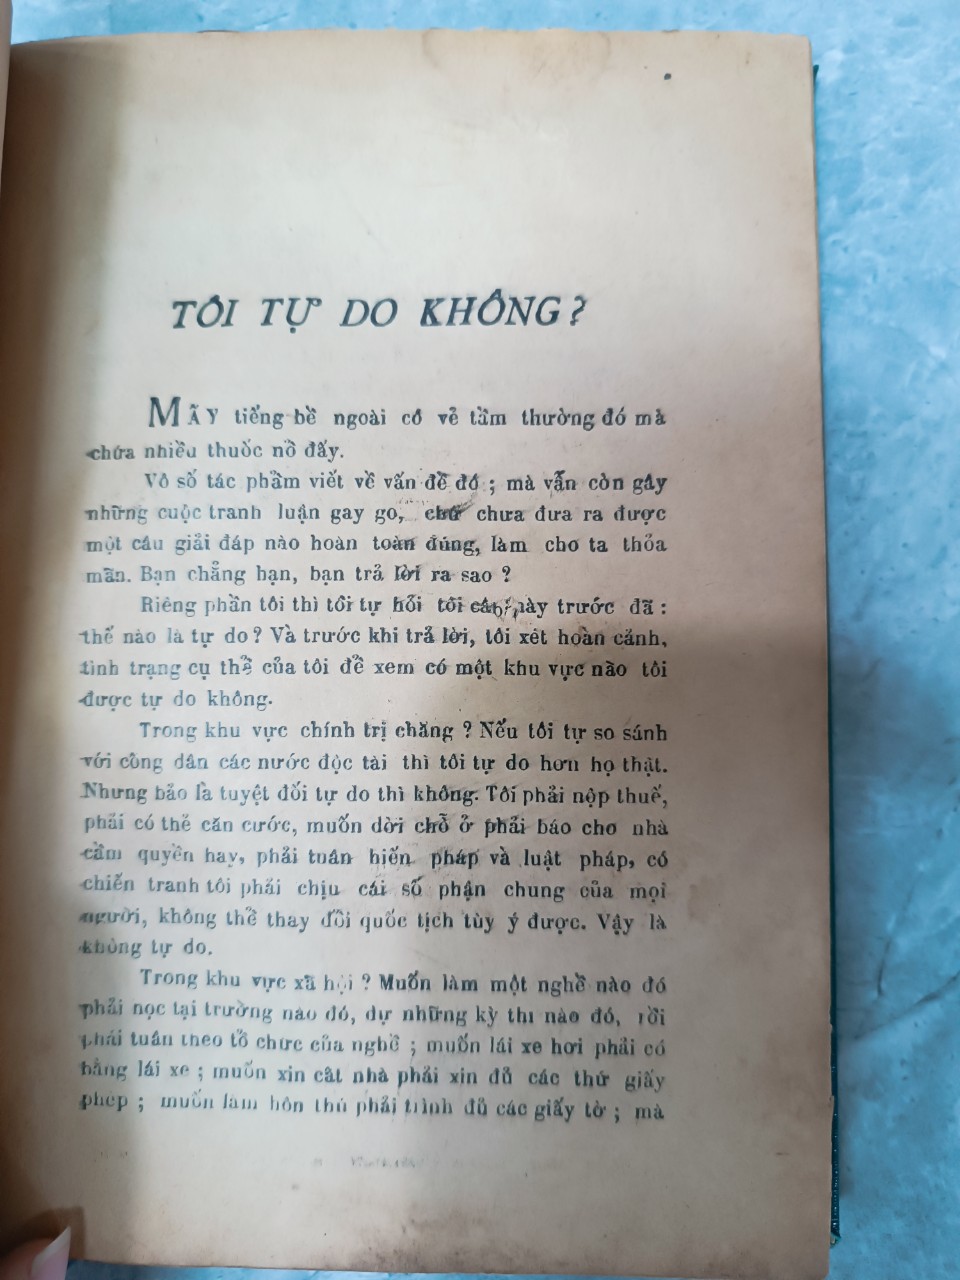 TÔI TỰ DO KHÔNG?
MẤY tiếng bề ngoài có vẻ tầm thường đó mà
chứa nhiều thuốc nổ đấy.
Vô số tác phẩm viết về vấn đề đó ; mà vẫn còn gây
những cuộc tranh luận gay go, chứ chưa đưa ra được
một câu giải đáp nào hoàn toàn đúng, làm cho ta thỏa
mãn. Bạn chẳng hạn, bạn trả lời ra sao ?
Riêng phần tôi thì tôi tự hỏi tôi câu này trước đã :
thế nào là tự do ? Và trước khi trả lời, tôi xét hoàn cảnh,
tình trạng cụ thể của tôi để xem có một khu vực nào tôi
được tự do không.
Trong khu vực chính trị chăng ? Nếu tôi tự so sánh
với công dân các nước độc tài thì tôi tự do hơn họ thật.
Nhưng bảo là tuyệt đối tự do thì không. Tôi phải nộp thuế,
phải có thẻ căn cước, muốn dời chỗ ở phải báo cho nhà
cầm quyền hay, phải tuân hiến pháp và luật pháp, có
chiến tranh tôi phải chịu cái số phận chung của mọi
người, không thể thay đổi quốc tịch tùy ý được. Vậy là
không tự do.
Trong khu vực xã hội ? Muốn làm một nghề nào đó
phải học tại trường nào đó, dự những kỳ thi nào đó, rồi
phải tuân theo tổ chức của nghề ; muốn lái xe hơi phải có
bằng lái xe ; muốn xin cất nhà phải xin đủ các thứ giấy
phép ; muốn làm hôn thú phải trình đủ các giấy tờ ; mà